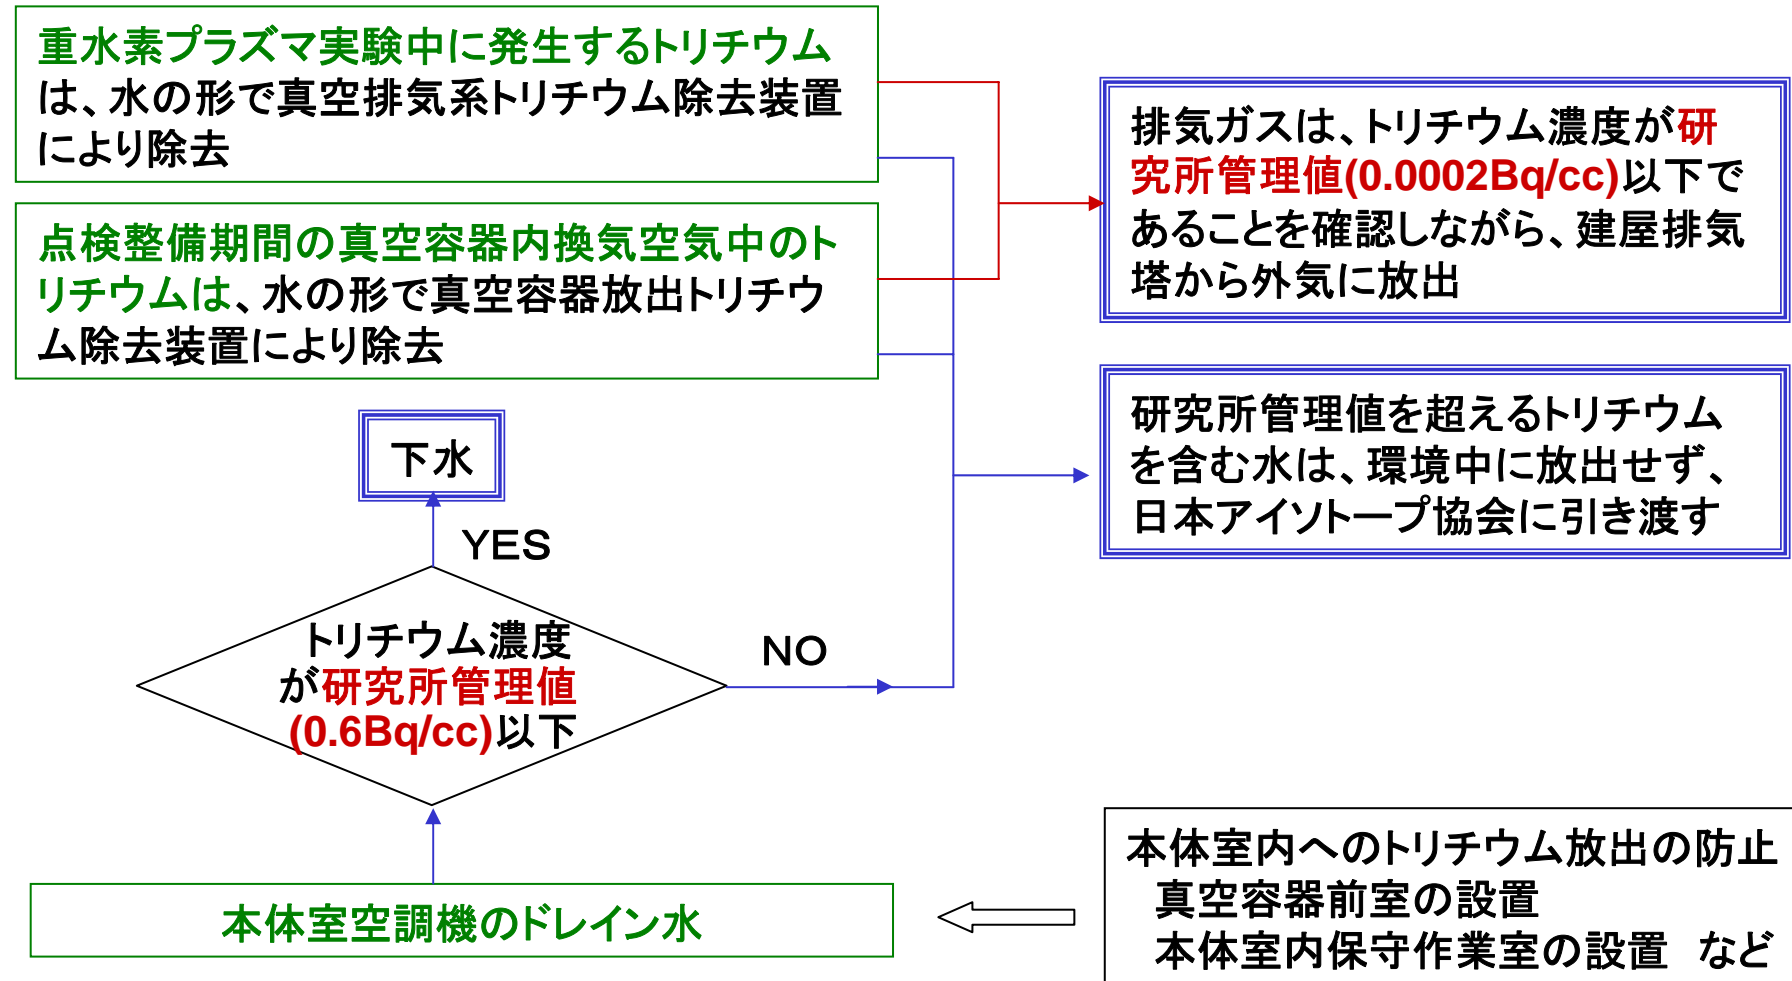 重水素プラズマ実験中に発生するトリチウム
は、水の形で真空排気系トリチウム除去装置
により除去
点検整備期間の真空容器内換気空気中のト
リチウムは、水の形で真空容器放出トリチウ
ム除去装置により除去
排気ガスは、トリチウム濃度が研
究所管理値(0.0002Bq/cc)以下で
あることを確認しながら、建屋排気
塔から外気に放出
研究所管理値を超えるトリチウム
を含む水は、環境中に放出せず、
日本アイソトープ協会に引き渡す
下水
YES
トリチウム濃度
が研究所管理値
(0.6Bq/cc)以下
NO
本体室空調機のドレイン水
本体室内へのトリチウム放出の防止
真空容器前室の設置
本体室内保守作業室の設置　など